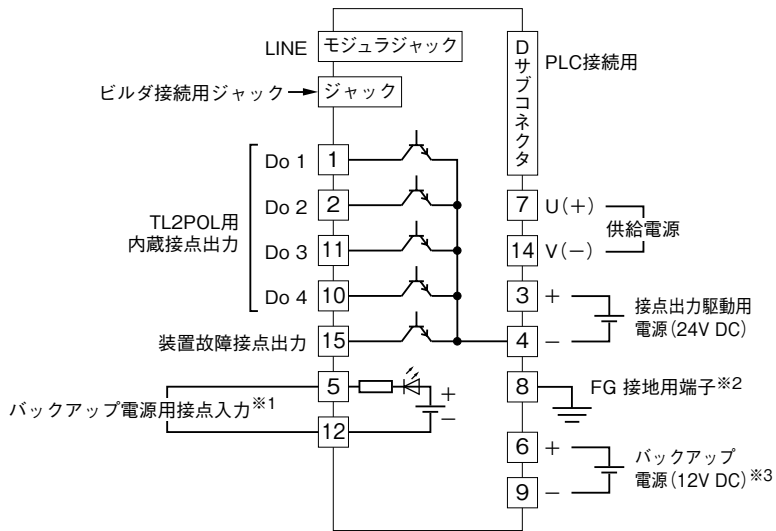 LINE
モジュラジャック
ビルダ接続用ジャック
ジャック
Dサブコネクタ
PLC接続用
TL2POL用
内蔵接点出力
Do 1
1
Do 2
2
Do 3
11
Do 4
10
装置故障接点出力
15
バックアップ電源用接点入力※1
5
12
+
−
7
U(+)
14
V(−)
供給電源
3
+
4
−
接点出力駆動用
電源(24V DC)
8
FG 接地用端子※2
6
+
9
−
バックアップ
電源(12V DC)※3